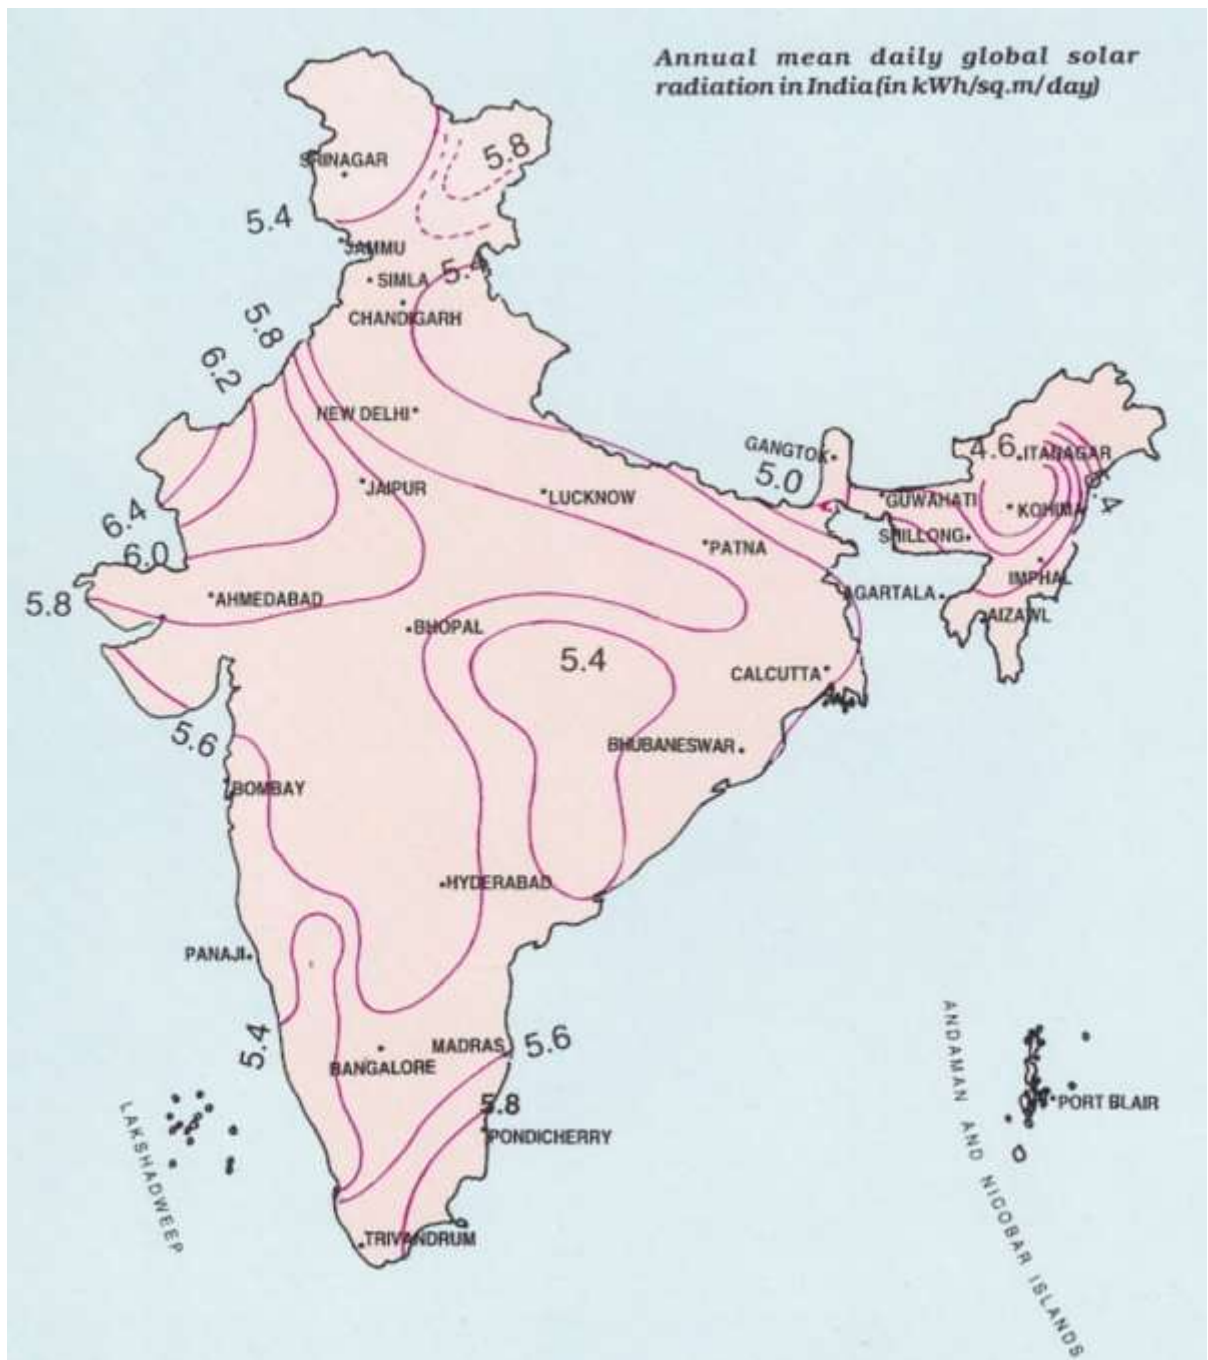 Annual mean daily global solar
radiation in India (in kWh/sq.m/day)
5.8
SRINAGAR
5.4
JAMMU
5.4
SIMLA
CHANDIGARH
5.8
6.2
NEW DELHI
GANGTOK
5.0
4.6
ITANAGAR
5.4
JAIPUR
LUCKNOW
GUWAHATI
KOHIMA
6.4
SHILLONG
6.0
PATNA
IMPHAL
5.8
AHMEDABAD
AGARTALA
AIZAWL
BHOPAL
5.4
CALCUTTA
5.6
BHUBANESWAR
BOMBAY
HYDERABAD
PANAJI
5.4
MADRAS
5.6
BANGALORE
5.8
PONDICHERRY
LAKSHADWEEP
TRIVANDRUM
PORT BLAIR
ANDAMAN AND NICOBAR ISLANDS